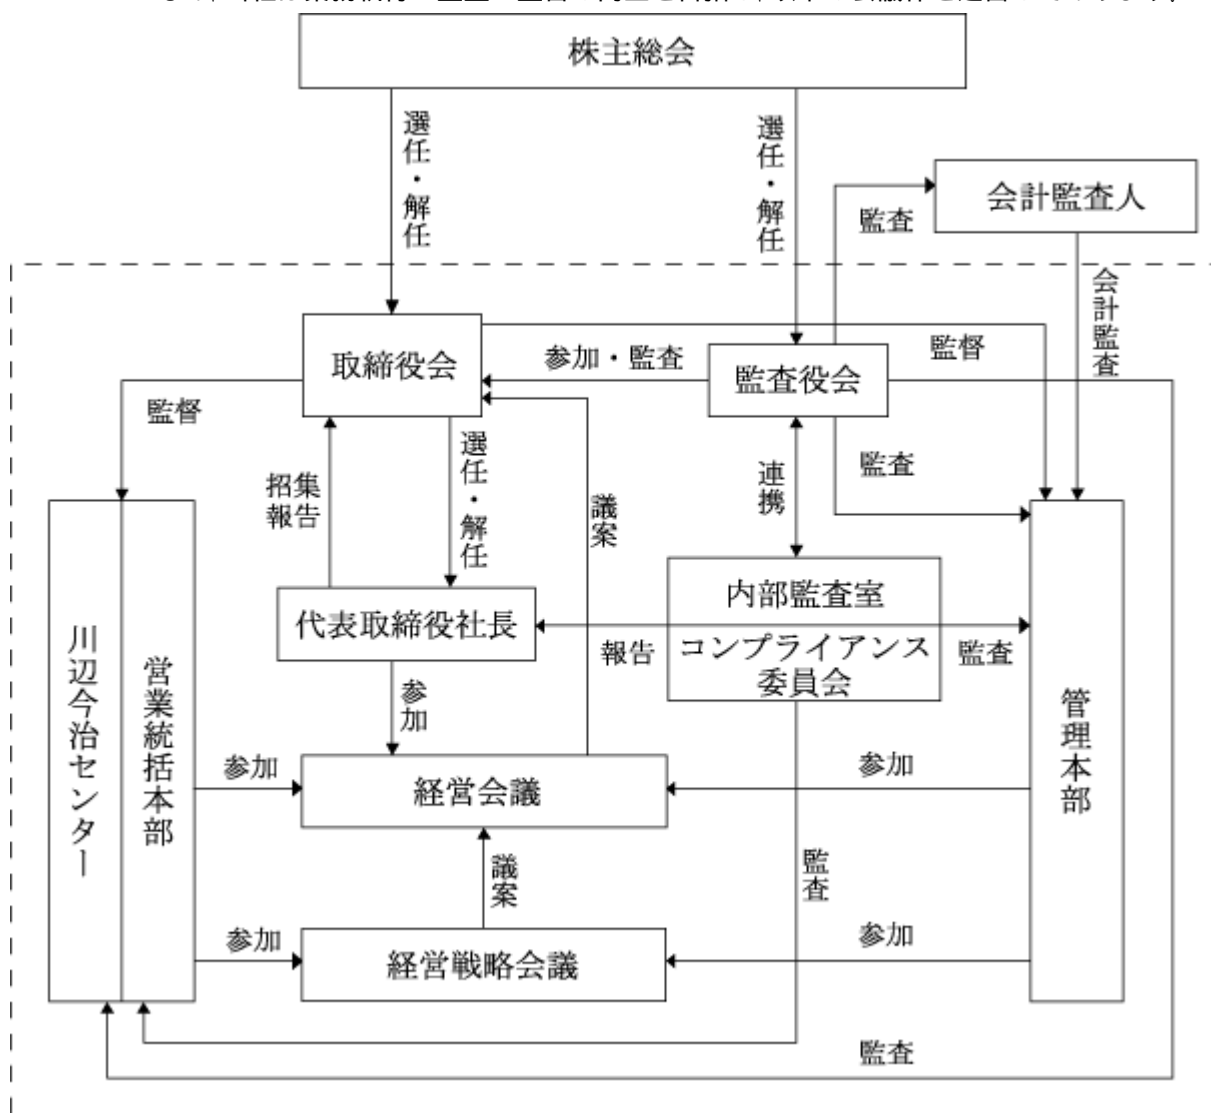 株主総会
選任・解任
選任・解任
会計監査人
監査
会計監査
取締役会
参加・監査
監査役会
監督
監督
招集
報告
選任・解任
議案
連携
監査
内部監査室
コンプライアンス
委員会
代表取締役社長
報告
監査
川辺今治センター
営業統括本部
管理本部
参加
参加
経営会議
参加
議案
監査
参加
経営戦略会議
参加
監査